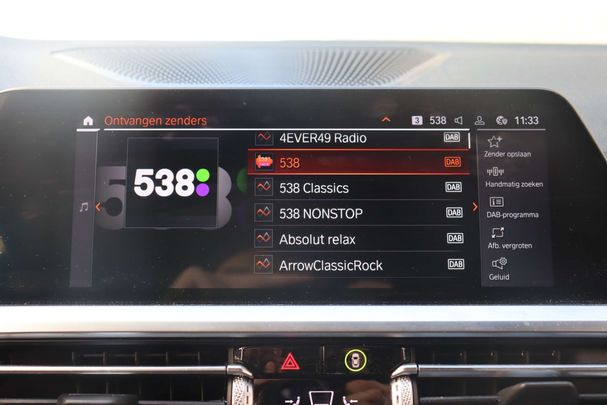 Ontvangen zenders
3 538 11:33
4EVER49 Radio DAB
538 DAB
538 Classics DAB
538 NONSTOP DAB
Absolut relax DAB
ArrowClassicRock DAB
538
Zender opslaan
Handmatig zoeken
DAB-programma
Afb. vergroten
Geluid